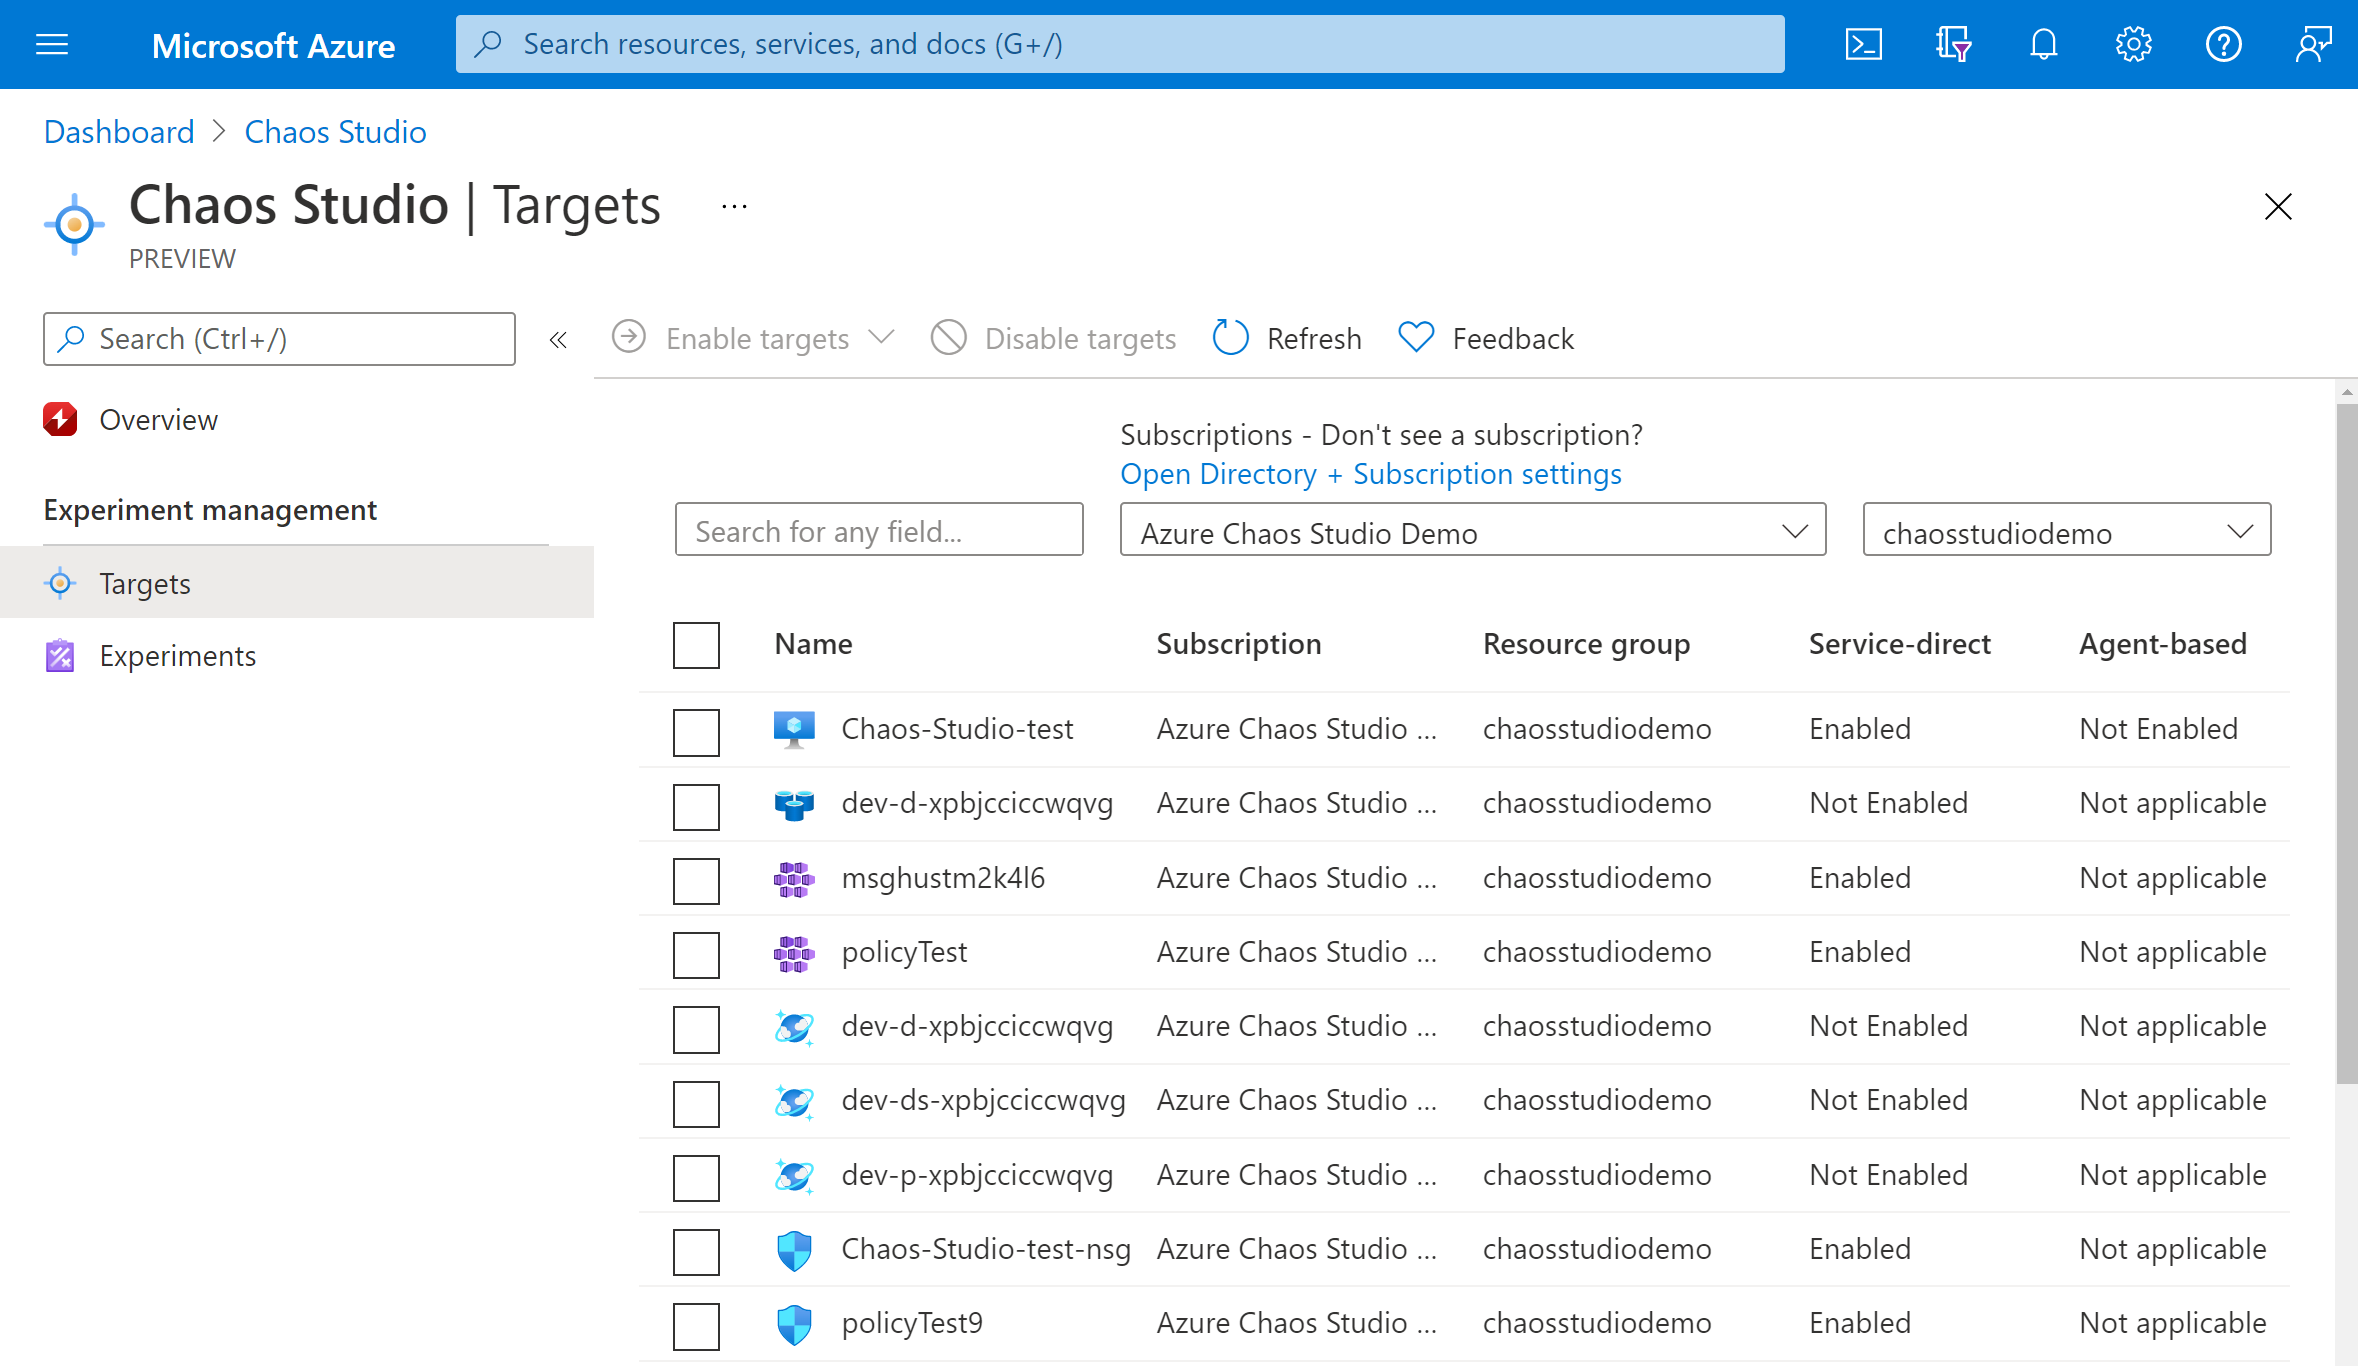 Microsoft Azure
Search resources, services, and docs (G+/)
Dashboard > Chaos Studio
Chaos Studio | Targets ...
PREVIEW
Search (Ctrl+/)
«
Enable targets
Disable targets
Refresh
Feedback
Overview
Experiment management
Targets
Experiments
Subscriptions - Don't see a subscription?
Open Directory + Subscription settings
Search for any field...
Azure Chaos Studio Demo
chaosstudiodemo
Name Subscription Resource group Service-direct Agent-based
Chaos-Studio-test Azure Chaos Studio ... chaosstudiodemo Enabled Not Enabled
dev-d-xpbjcciccwqvg Azure Chaos Studio ... chaosstudiodemo Not Enabled Not applicable
msghustm2k4l6 Azure Chaos Studio ... chaosstudiodemo Enabled Not applicable
policyTest Azure Chaos Studio ... chaosstudiodemo Enabled Not applicable
dev-d-xpbjcciccwqvg Azure Chaos Studio ... chaosstudiodemo Not Enabled Not applicable
dev-ds-xpbjcciccwqvg Azure Chaos Studio ... chaosstudiodemo Not Enabled Not applicable
dev-p-xpbjcciccwqvg Azure Chaos Studio ... chaosstudiodemo Not Enabled Not applicable
Chaos-Studio-test-nsg Azure Chaos Studio ... chaosstudiodemo Enabled Not applicable
policyTest9 Azure Chaos Studio ... chaosstudiodemo Enabled Not applicable